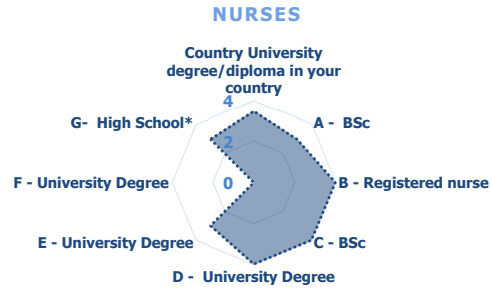 NURSES
Country University
degree/diploma in your
country
4
G-  High School*
A -  BSc
2
F - University Degree
0
B - Registered nurse
E - University Degree
C - BSc
D -  University Degree